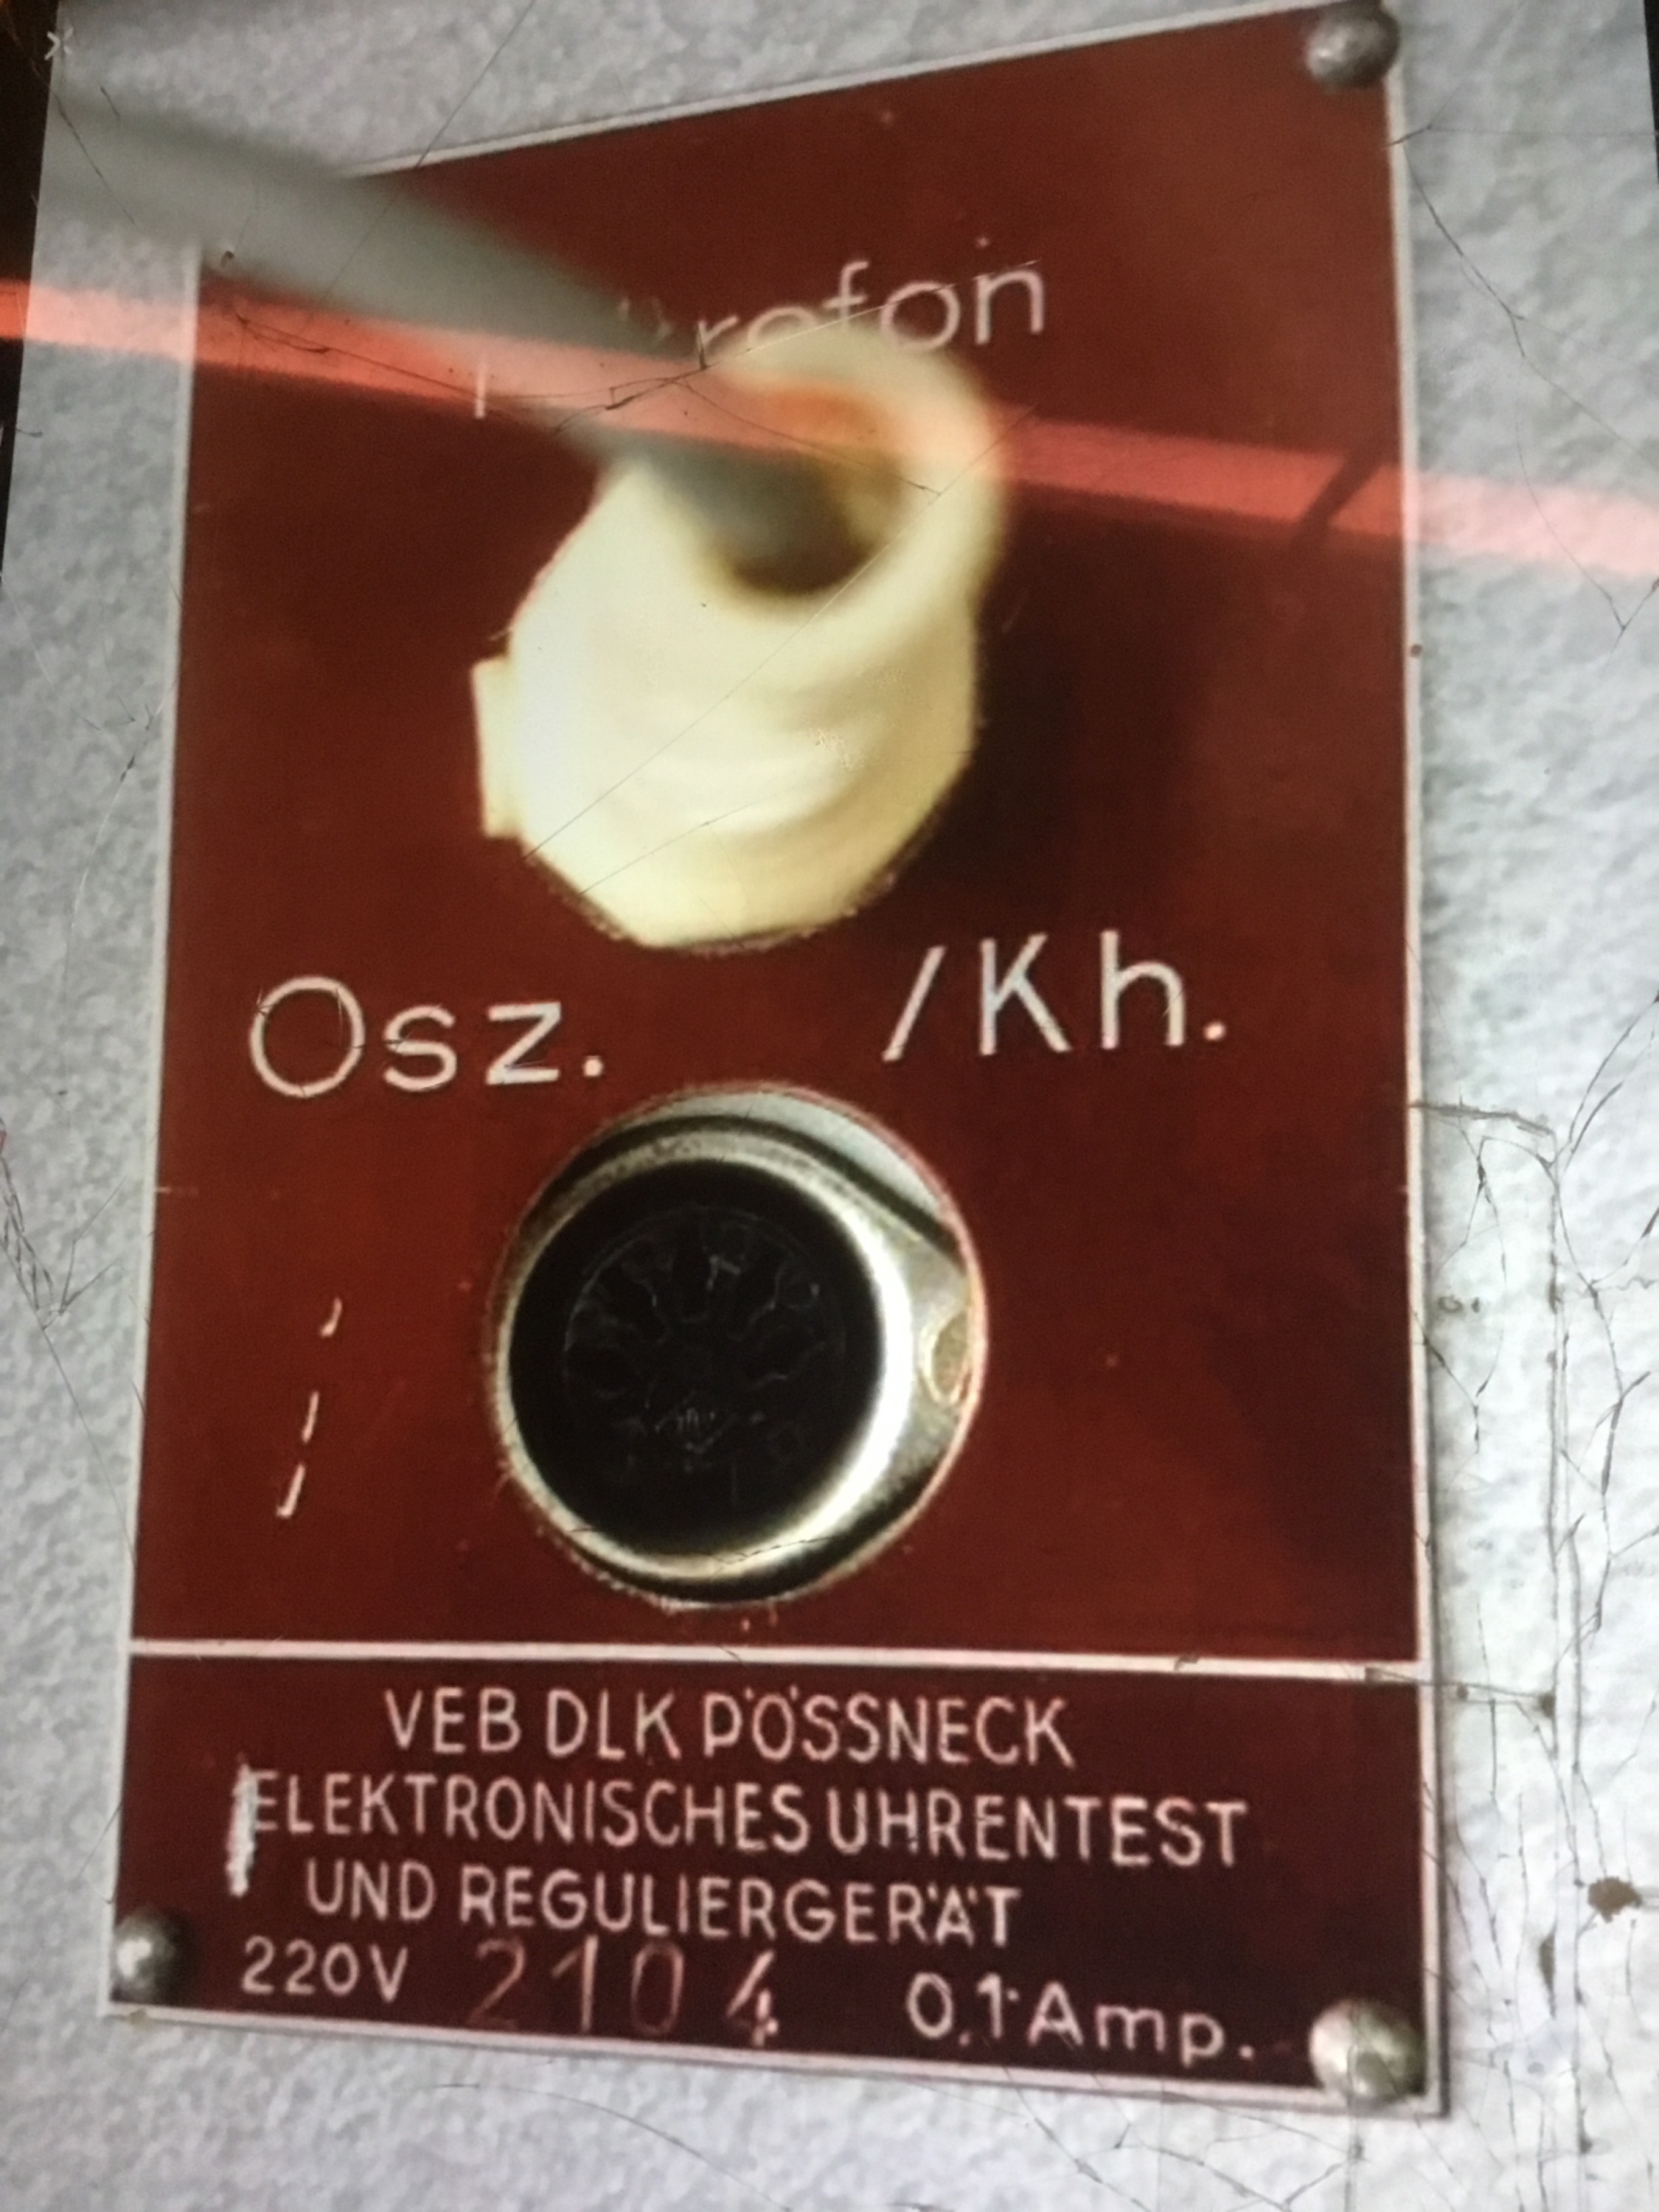 Osz. /Kh.
VEB DLK PÖSSNECK
ELEKTRONISCHES UHRENTEST
UND REGULIERGERÄT
220V 2104 0,1 Amp.